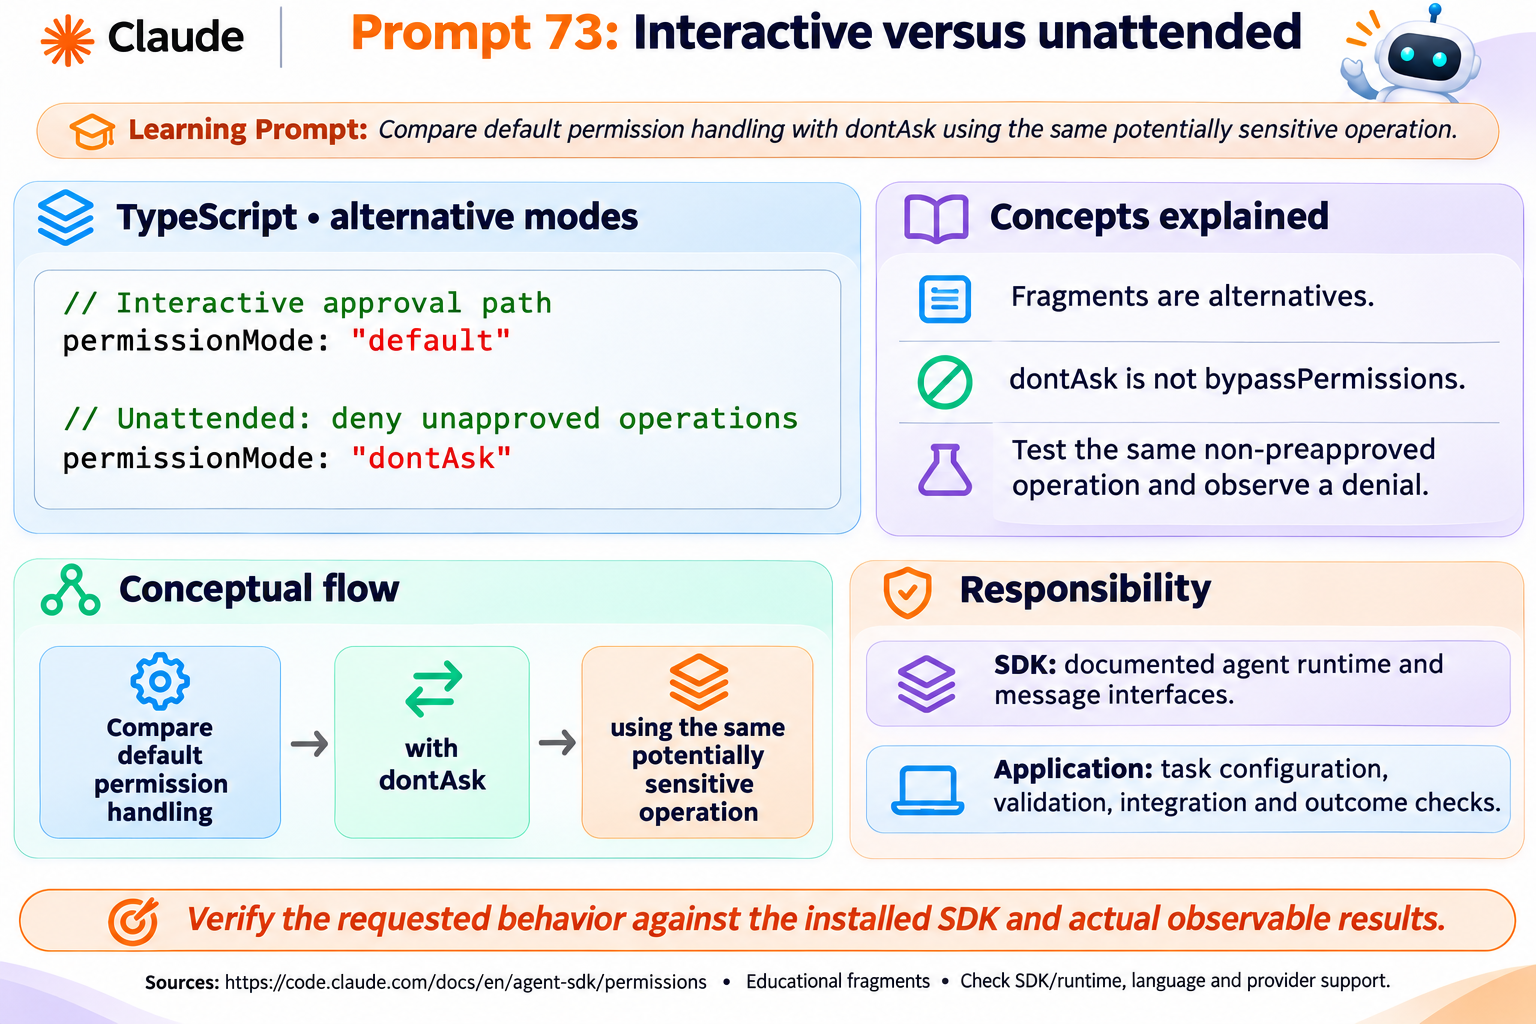 Claude
Prompt 73: Interactive versus unattended
Learning Prompt: Compare default permission handling with dontAsk using the same potentially sensitive operation.
TypeScript • alternative modes
// Interactive approval path
permissionMode: "default"
// Unattended: deny unapproved operations
permissionMode: "dontAsk"
Concepts explained
Fragments are alternatives.
dontAsk is not bypassPermissions.
Test the same non-preapproved
operation and observe a denial.
Conceptual flow
Compare
default
permission
handling
with
dontAsk
using the same
potentially
sensitive
operation
Responsibility
SDK: documented agent runtime and
message interfaces.
Application: task configuration,
validation, integration and outcome checks.
Verify the requested behavior against the installed SDK and actual observable results.
Sources: https://code.claude.com/docs/en/agent-sdk/permissions • Educational fragments • Check SDK/runtime, language and provider support.